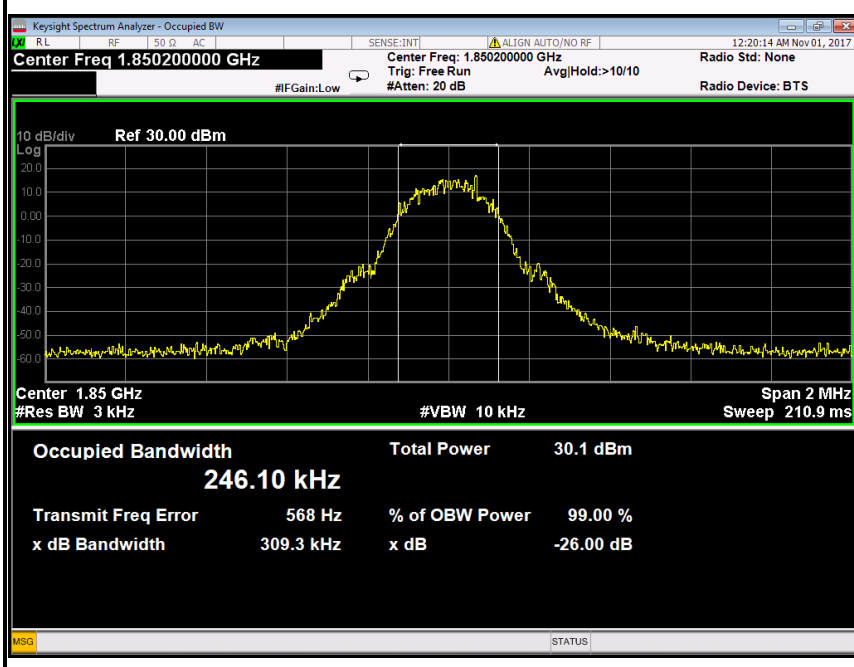 Keysight Spectrum Analyzer - Occupied BW
LXI RL RF 50 Ω AC SENSE:INT ALIGN AUTO/NO RF 12:20:14 AM Nov 01, 2017
Center Freq 1.850200000 GHz Center Freq: 1.850200000 GHz Radio Std: None
Trig: Free Run Avg|Hold:>10/10
#IFGain:Low #Atten: 20 dB Radio Device: BTS
10 dB/div Ref 30.00 dBm
Log
20.0
10.0
0.00
-10.0
-20.0
-30.0
-40.0
-50.0
-60.0
Center 1.85 GHz Span 2 MHz
#Res BW 3 kHz #VBW 10 kHz Sweep 210.9 ms
Occupied Bandwidth Total Power 30.1 dBm
246.10 kHz
Transmit Freq Error 568 Hz % of OBW Power 99.00 %
x dB Bandwidth 309.3 kHz x dB -26.00 dB
MSG STATUS